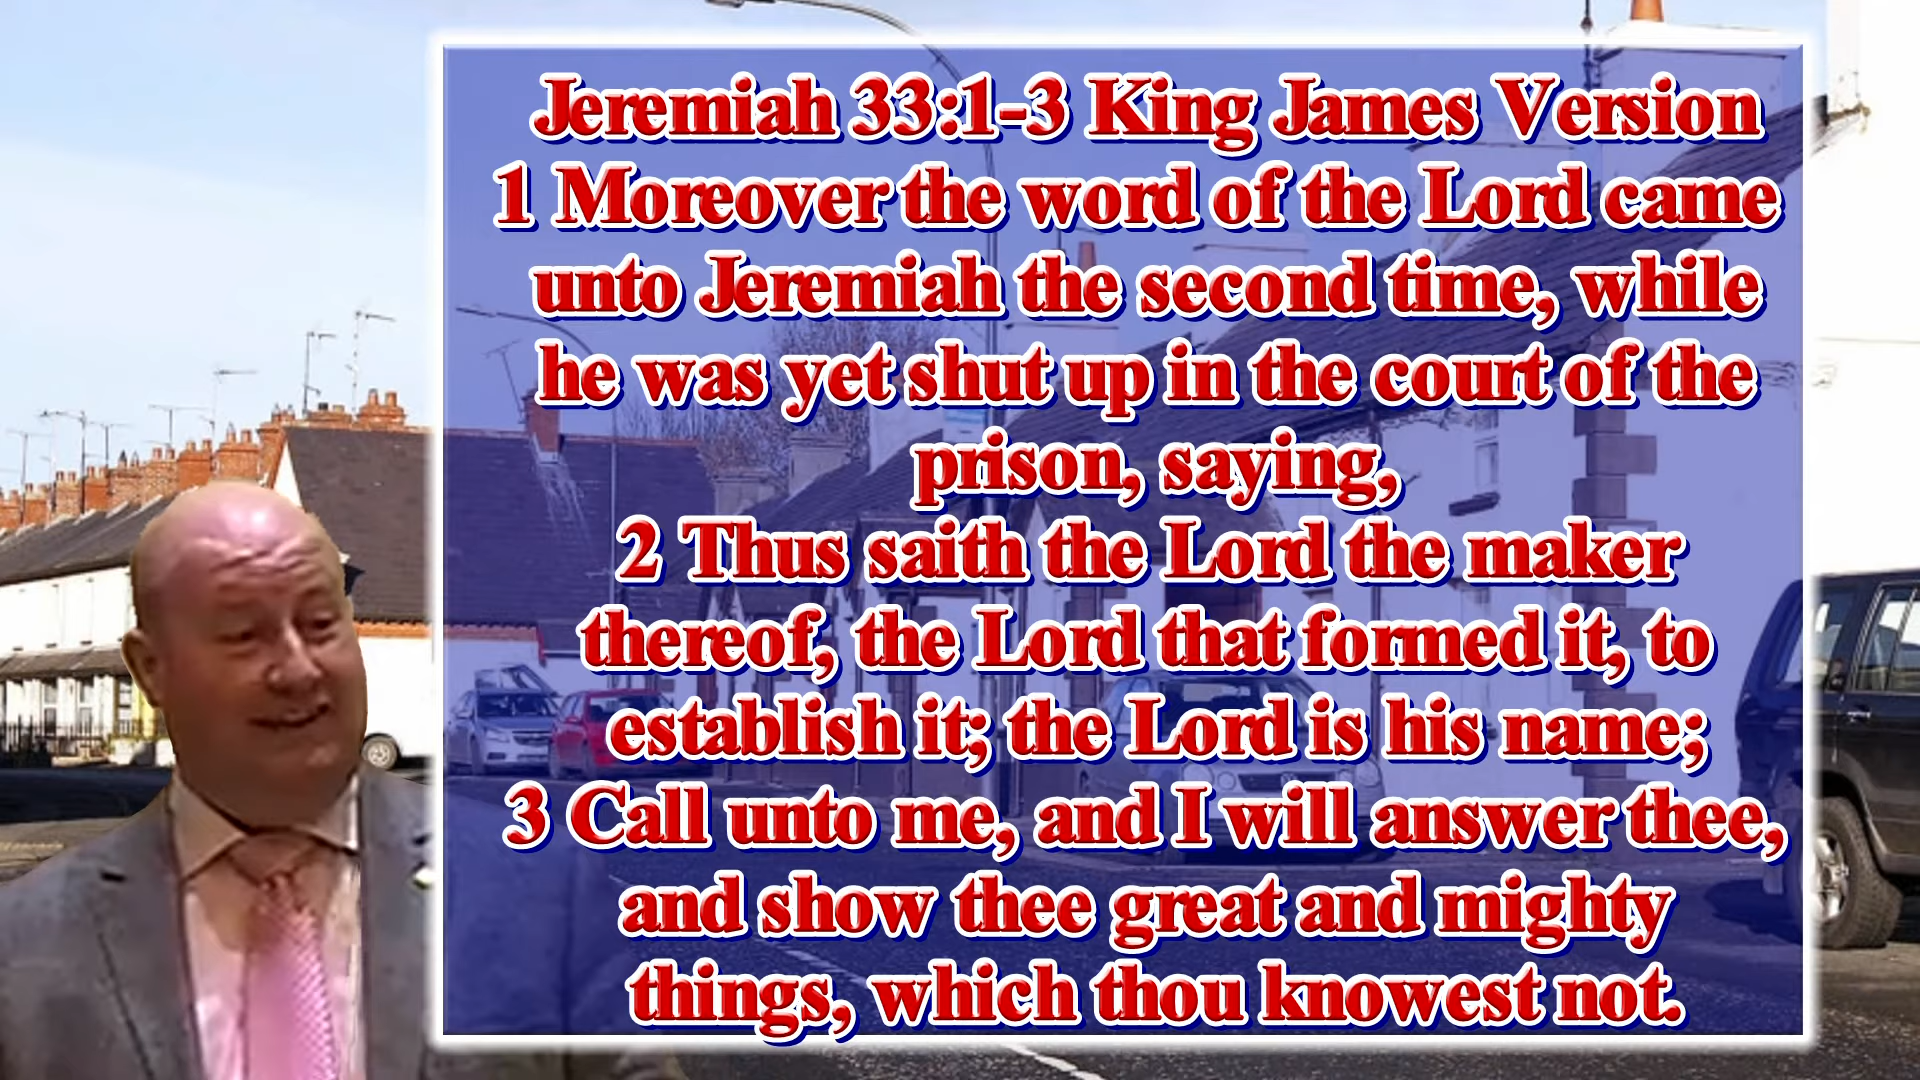 Jeremiah 33:1-3 King James Version
1 Moreover the word of the Lord came
unto Jeremiah the second time, while
he was yet shut up in the court of the
prison, saying,
2 Thus saith the Lord the maker
thereof, the Lord that formed it, to
establish it; the Lord is his name;
3 Call unto me, and I will answer thee,
and show thee great and mighty
things, which thou knowest not.